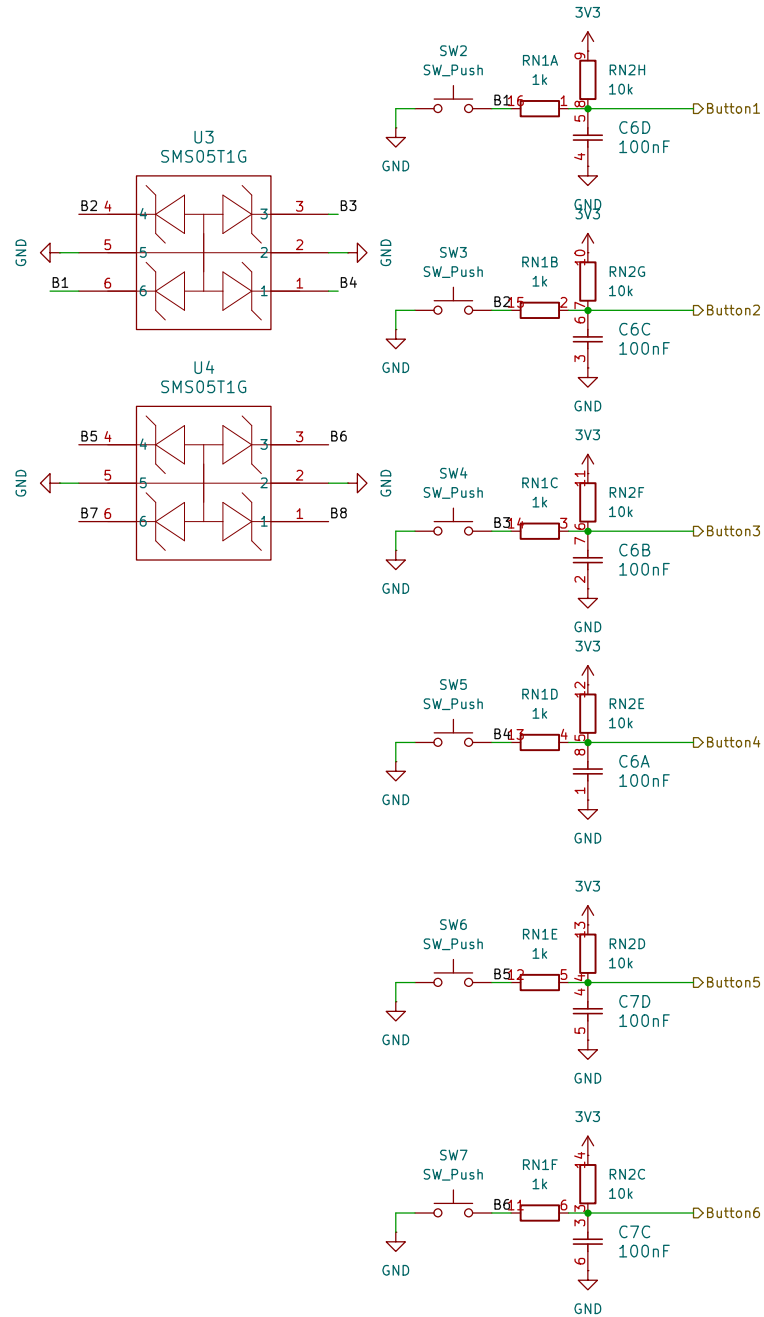 U3
SMS05T1G
B2 4 4 3 3 B3
GND 5 5 2 2 GND
B1 6 6 1 1 B4
U4
SMS05T1G
B5 4 4 3 3 B6
GND 5 5 2 2 GND
B7 6 6 1 1 B8
3V3
9
SW2
SW_Push
RN1A
1k
RN2H
10k
8
B1 16 1
Button1
GND
5
C6D
100nF
4
GND
3V3
10
SW3
SW_Push
RN1B
1k
RN2G
10k
7
B2 15 2
Button2
GND
6
C6C
100nF
3
GND
3V3
11
SW4
SW_Push
RN1C
1k
RN2F
10k
6
B3 14 3
Button3
GND
7
C6B
100nF
2
GND
3V3
12
SW5
SW_Push
RN1D
1k
RN2E
10k
5
B4 13 4
Button4
GND
8
C6A
100nF
1
GND
3V3
13
SW6
SW_Push
RN1E
1k
RN2D
10k
4
B5 12 5
Button5
GND
4
C7D
100nF
5
GND
3V3
14
SW7
SW_Push
RN1F
1k
RN2C
10k
3
B6 11 6
Button6
GND
3
C7C
100nF
6
GND